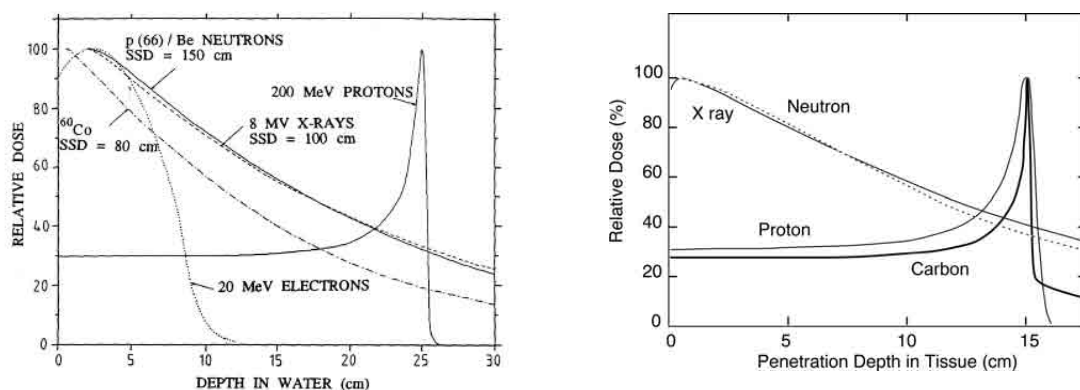 p (66) / Be NEUTRONS
SSD = 150 cm
200 MeV PROTONS
60Co
SSD = 80 cm
8 MV X-RAYS
SSD = 100 cm
20 MeV ELECTRONS
RELATIVE DOSE
100
80
60
40
20
0
0
5
10
15
20
25
30
DEPTH IN WATER (cm)
Relative Dose (%)
100
80
60
40
20
0
X ray
Neutron
Proton
Carbon
0
5
10
15
Penetration Depth in Tissue (cm)